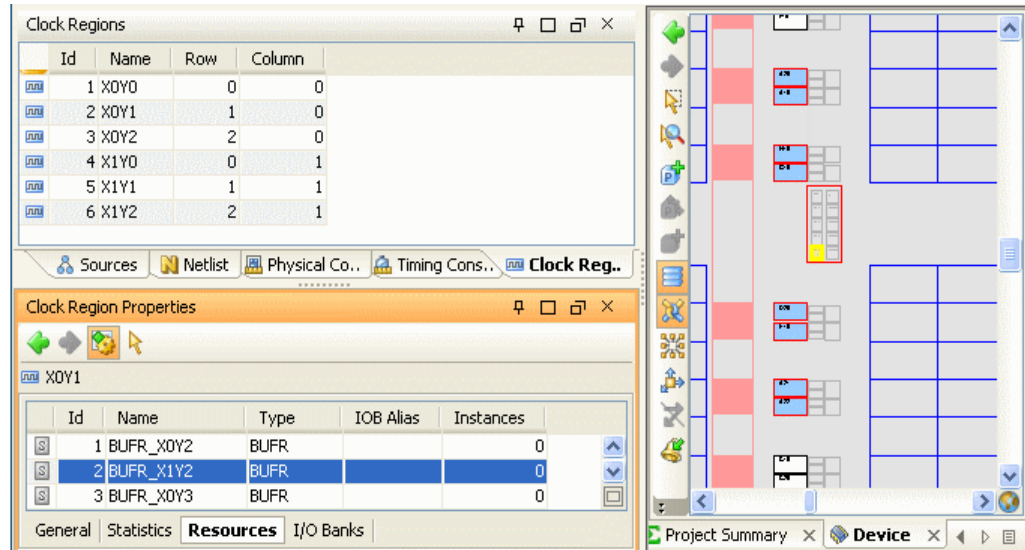 Clock Regions
Id Name Row Column
1 X0Y0 0 0
2 X0Y1 1 0
3 X0Y2 2 0
4 X1Y0 0 1
5 X1Y1 1 1
6 X1Y2 2 1
Sources Netlist Physical Co.. Timing Cons.. Clock Reg..
Clock Region Properties
X0Y1
Id Name Type IOB Alias Instances
1 BUFR_X0Y2 BUFR 0
2 BUFR_X1Y2 BUFR 0
3 BUFR_X0Y3 BUFR 0
General Statistics Resources I/O Banks
Project Summary Device